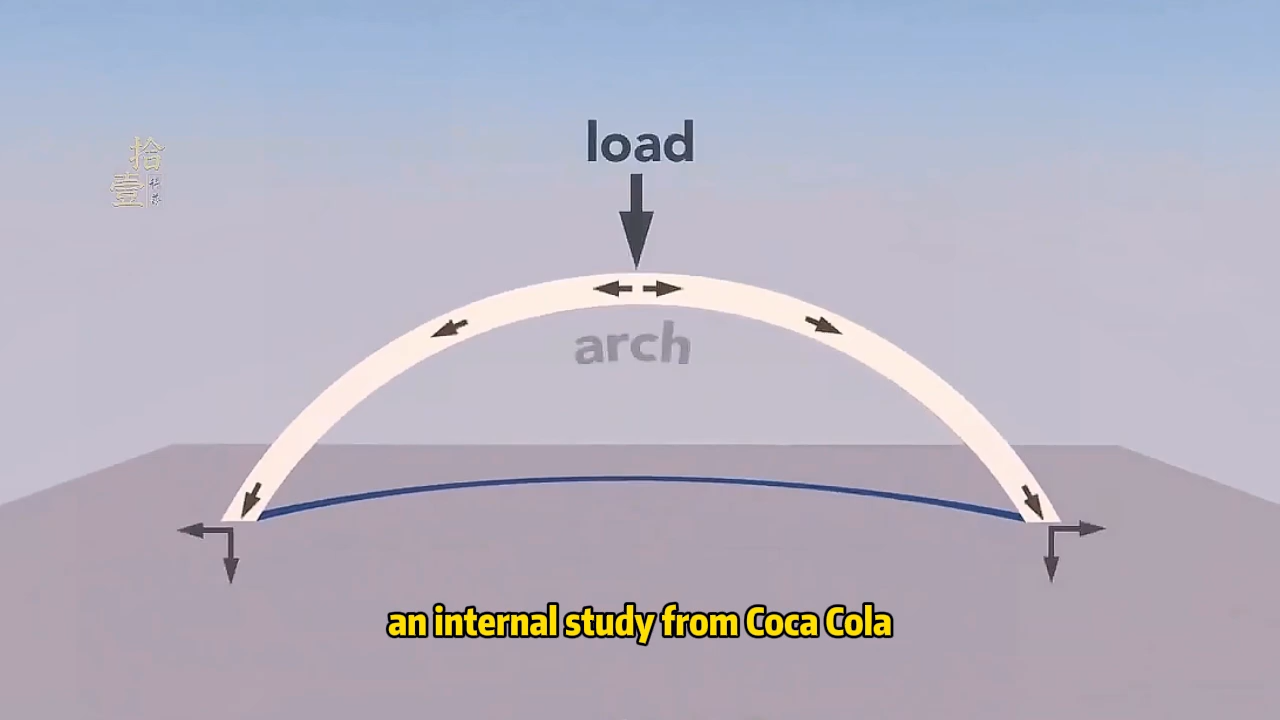 load
拾
壹
arch
an internal study from Coca Cola